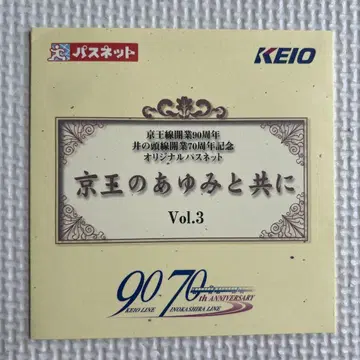 パスネット
KEIO
京王線開業90周年
井の頭線開業70周年記念
オリジナルパスネット
京王のあゆみと共に
Vol.3
90 70th ANNIVERSARY
KEIO LINE INOKASHIRA LINE